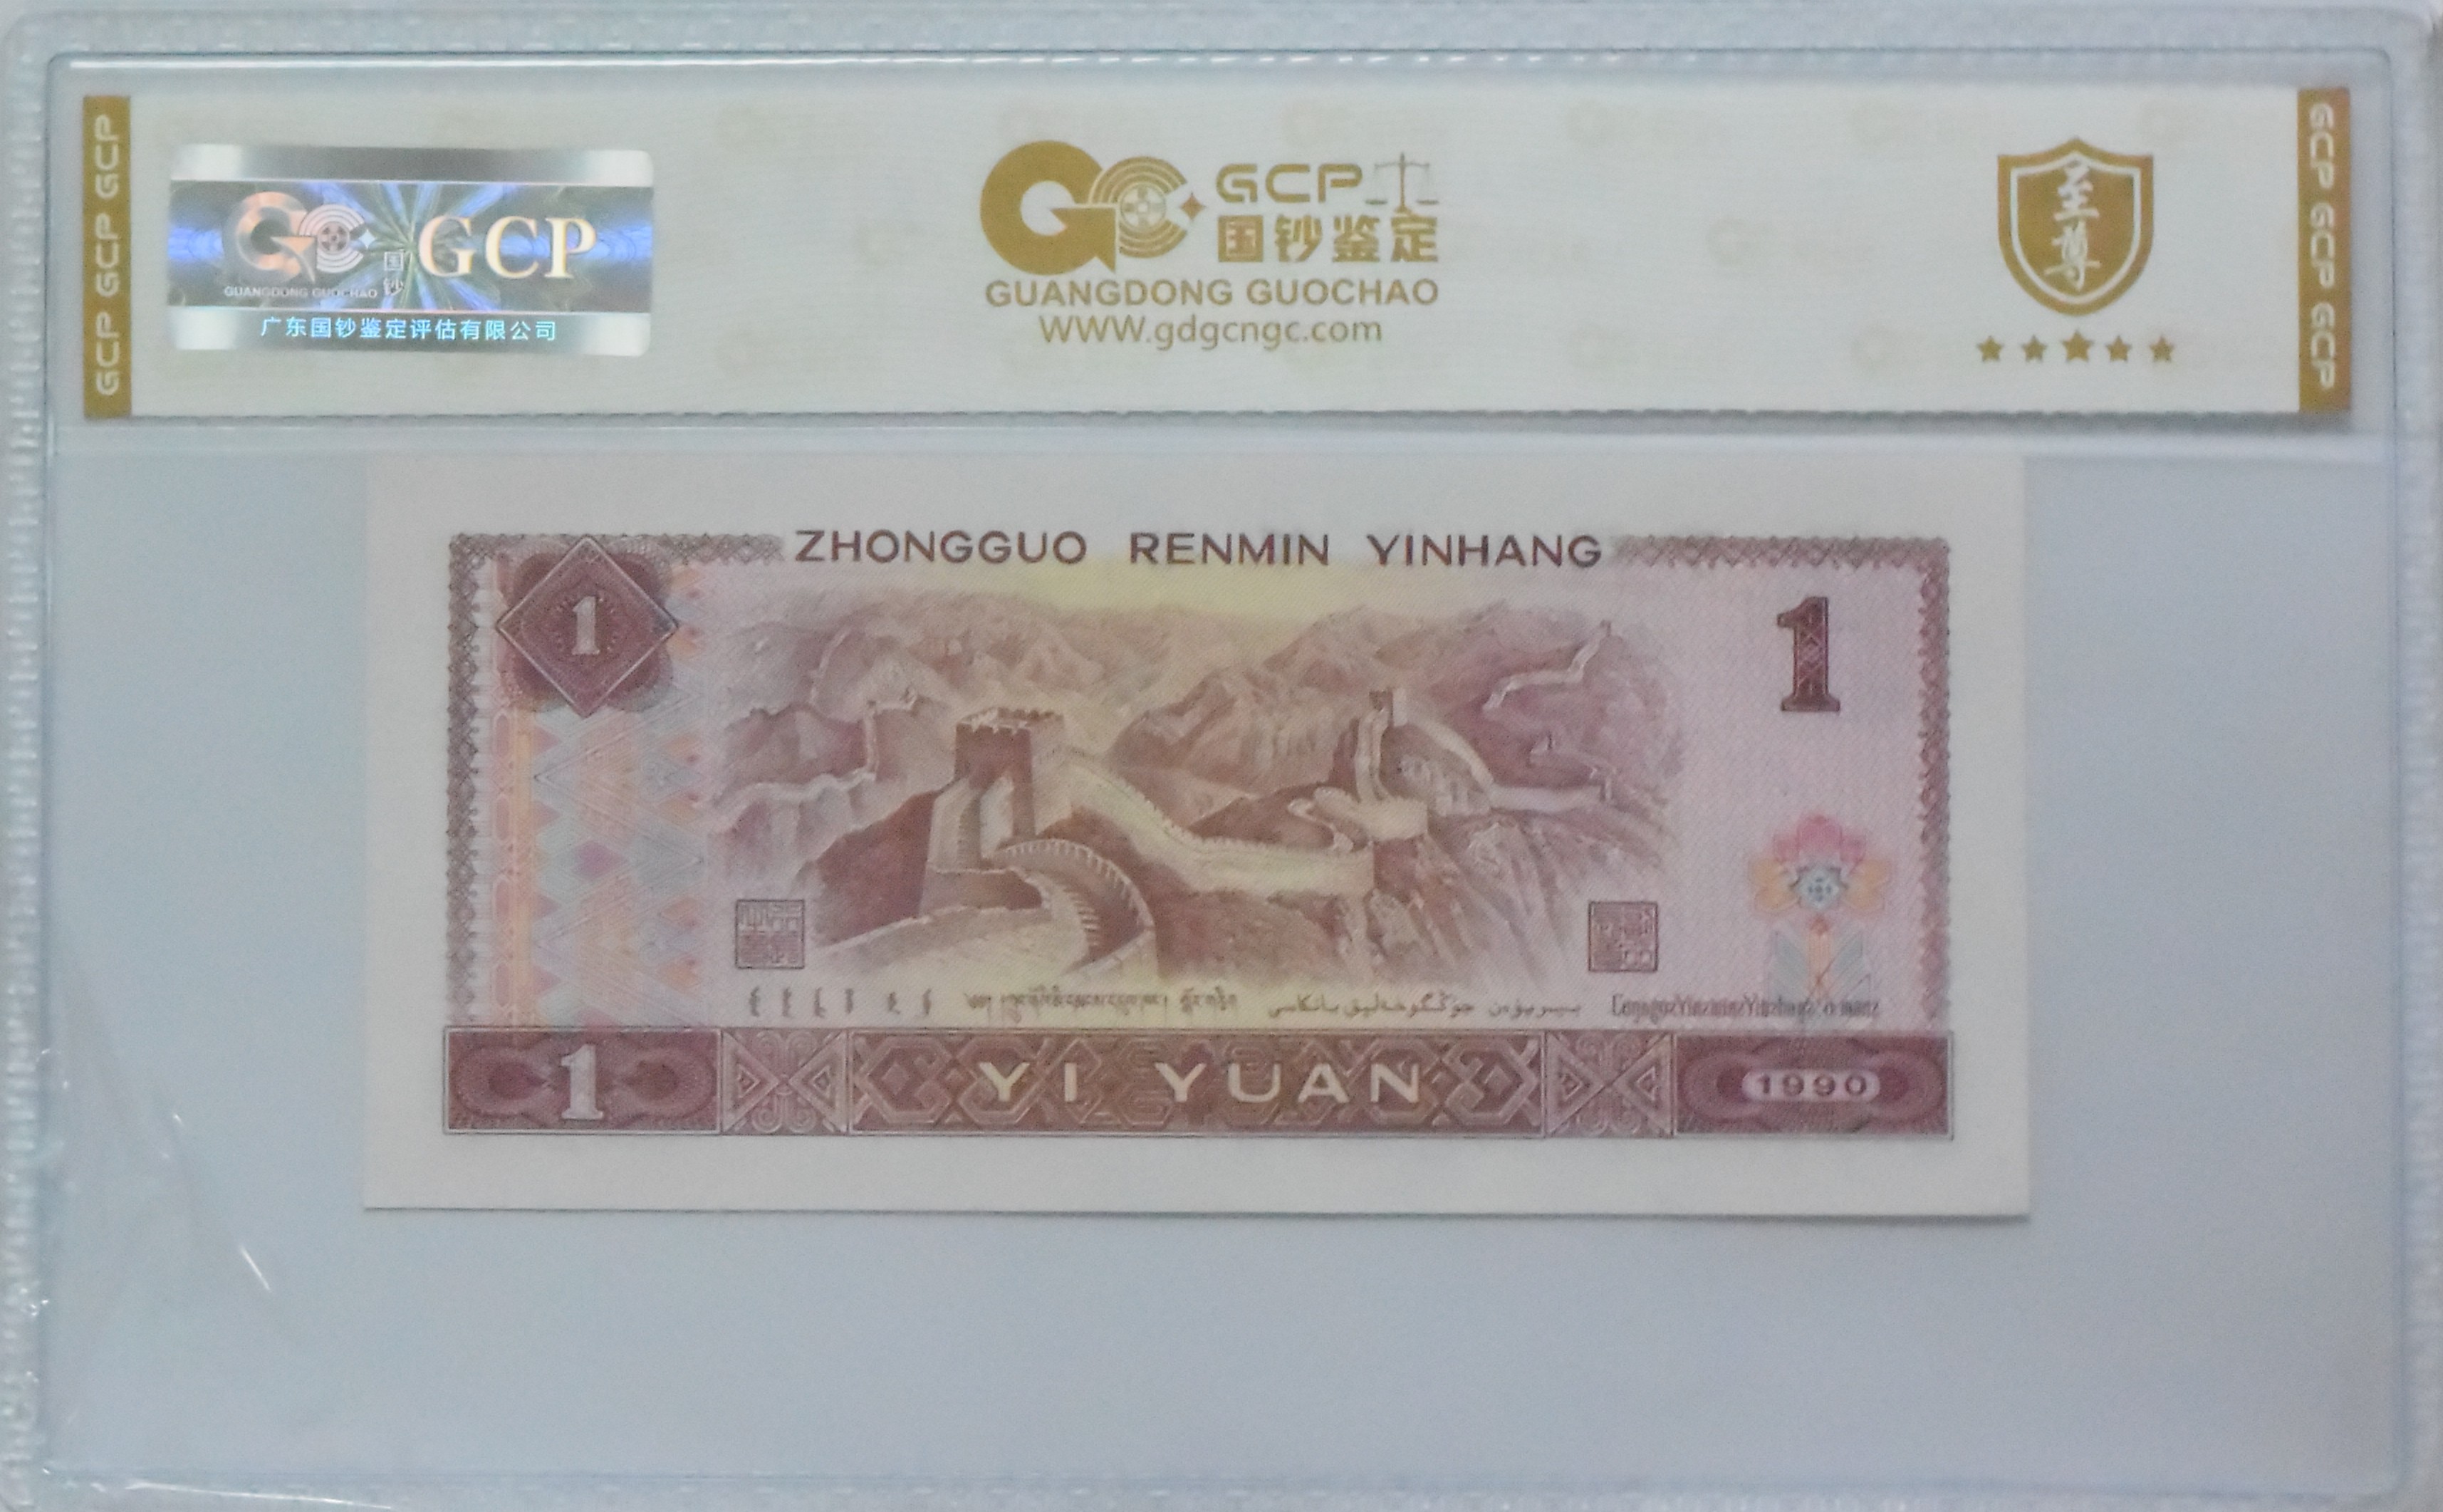 GCP GCP GCP
国钞
GCP
GUANGDONG GUOCHAO
广东国钞鉴定评估有限公司
GCP
国钞鉴定
GUANGDONG GUOCHAO
WWW.gdgcngc.com
至尊
GCP GCP GCP
ZHONGGUO RENMIN YINHANG
1
1
1
YI YUAN
1990